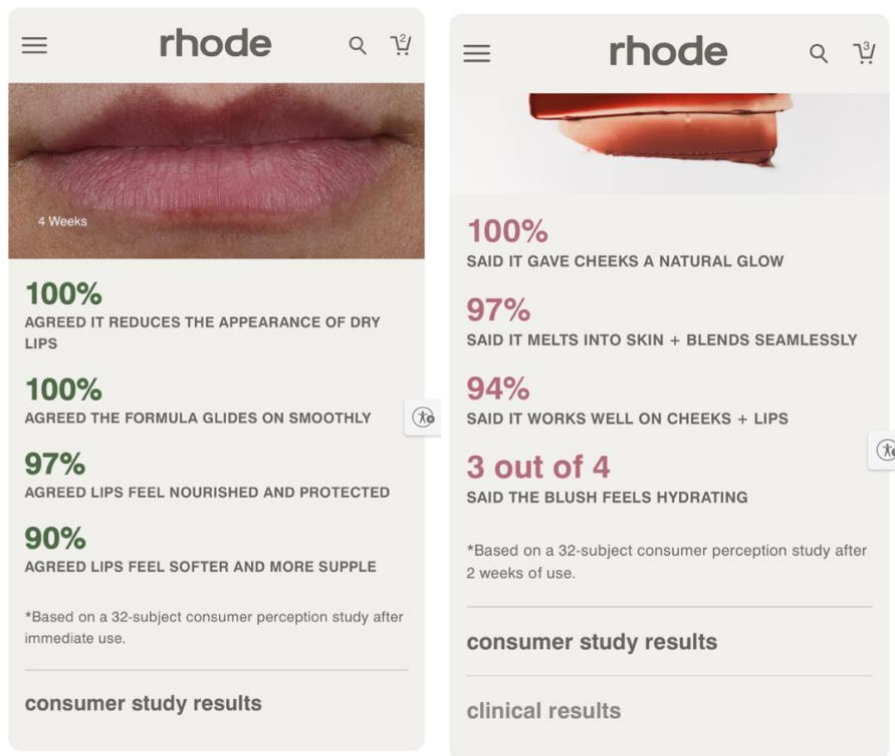 rhode
2
4 Weeks
100%
AGREED IT REDUCES THE APPEARANCE OF DRY
LIPS
100%
AGREED THE FORMULA GLIDES ON SMOOTHLY
97%
AGREED LIPS FEEL NOURISHED AND PROTECTED
90%
AGREED LIPS FEEL SOFTER AND MORE SUPPLE
*Based on a 32-subject consumer perception study after
immediate use.
consumer study results
rhode
3
100%
SAID IT GAVE CHEEKS A NATURAL GLOW
97%
SAID IT MELTS INTO SKIN + BLENDS SEAMLESSLY
94%
SAID IT WORKS WELL ON CHEEKS + LIPS
3 out of 4
SAID THE BLUSH FEELS HYDRATING
*Based on a 32-subject consumer perception study after
2 weeks of use.
consumer study results
clinical results